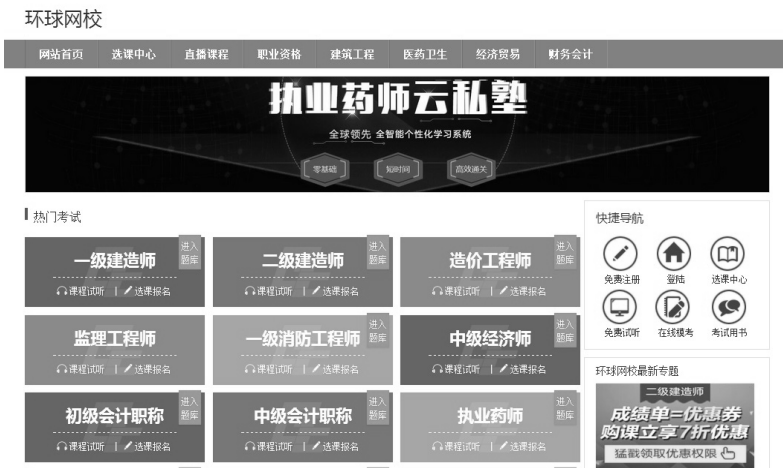 环球网校
网站首页 选课中心 直播课程 职业资格 建筑工程 医药卫生 经济贸易 财务会计
执业药师云私塾
全球领先 全智能个性化学习系统
零基础 短时间 高效通关
热门考试
一级建造师 进入题库
课程试听 | 选课报名
二级建造师 进入题库
课程试听 | 选课报名
造价工程师 进入题库
课程试听 | 选课报名
监理工程师
课程试听 | 选课报名
一级消防工程师 进入题库
课程试听 | 选课报名
中级经济师
课程试听 | 选课报名
初级会计职称 进入题库
课程试听 | 选课报名
中级会计职称 进入题库
课程试听 | 选课报名
执业药师 进入题库
课程试听 | 选课报名
快捷导航
免费注册 登陆 选课中心
免费试听 在线模考 考试用书
环球网校最新专题
二级建造师
成绩单=优惠券
购课立享7折优惠
猛戳领取优惠权限